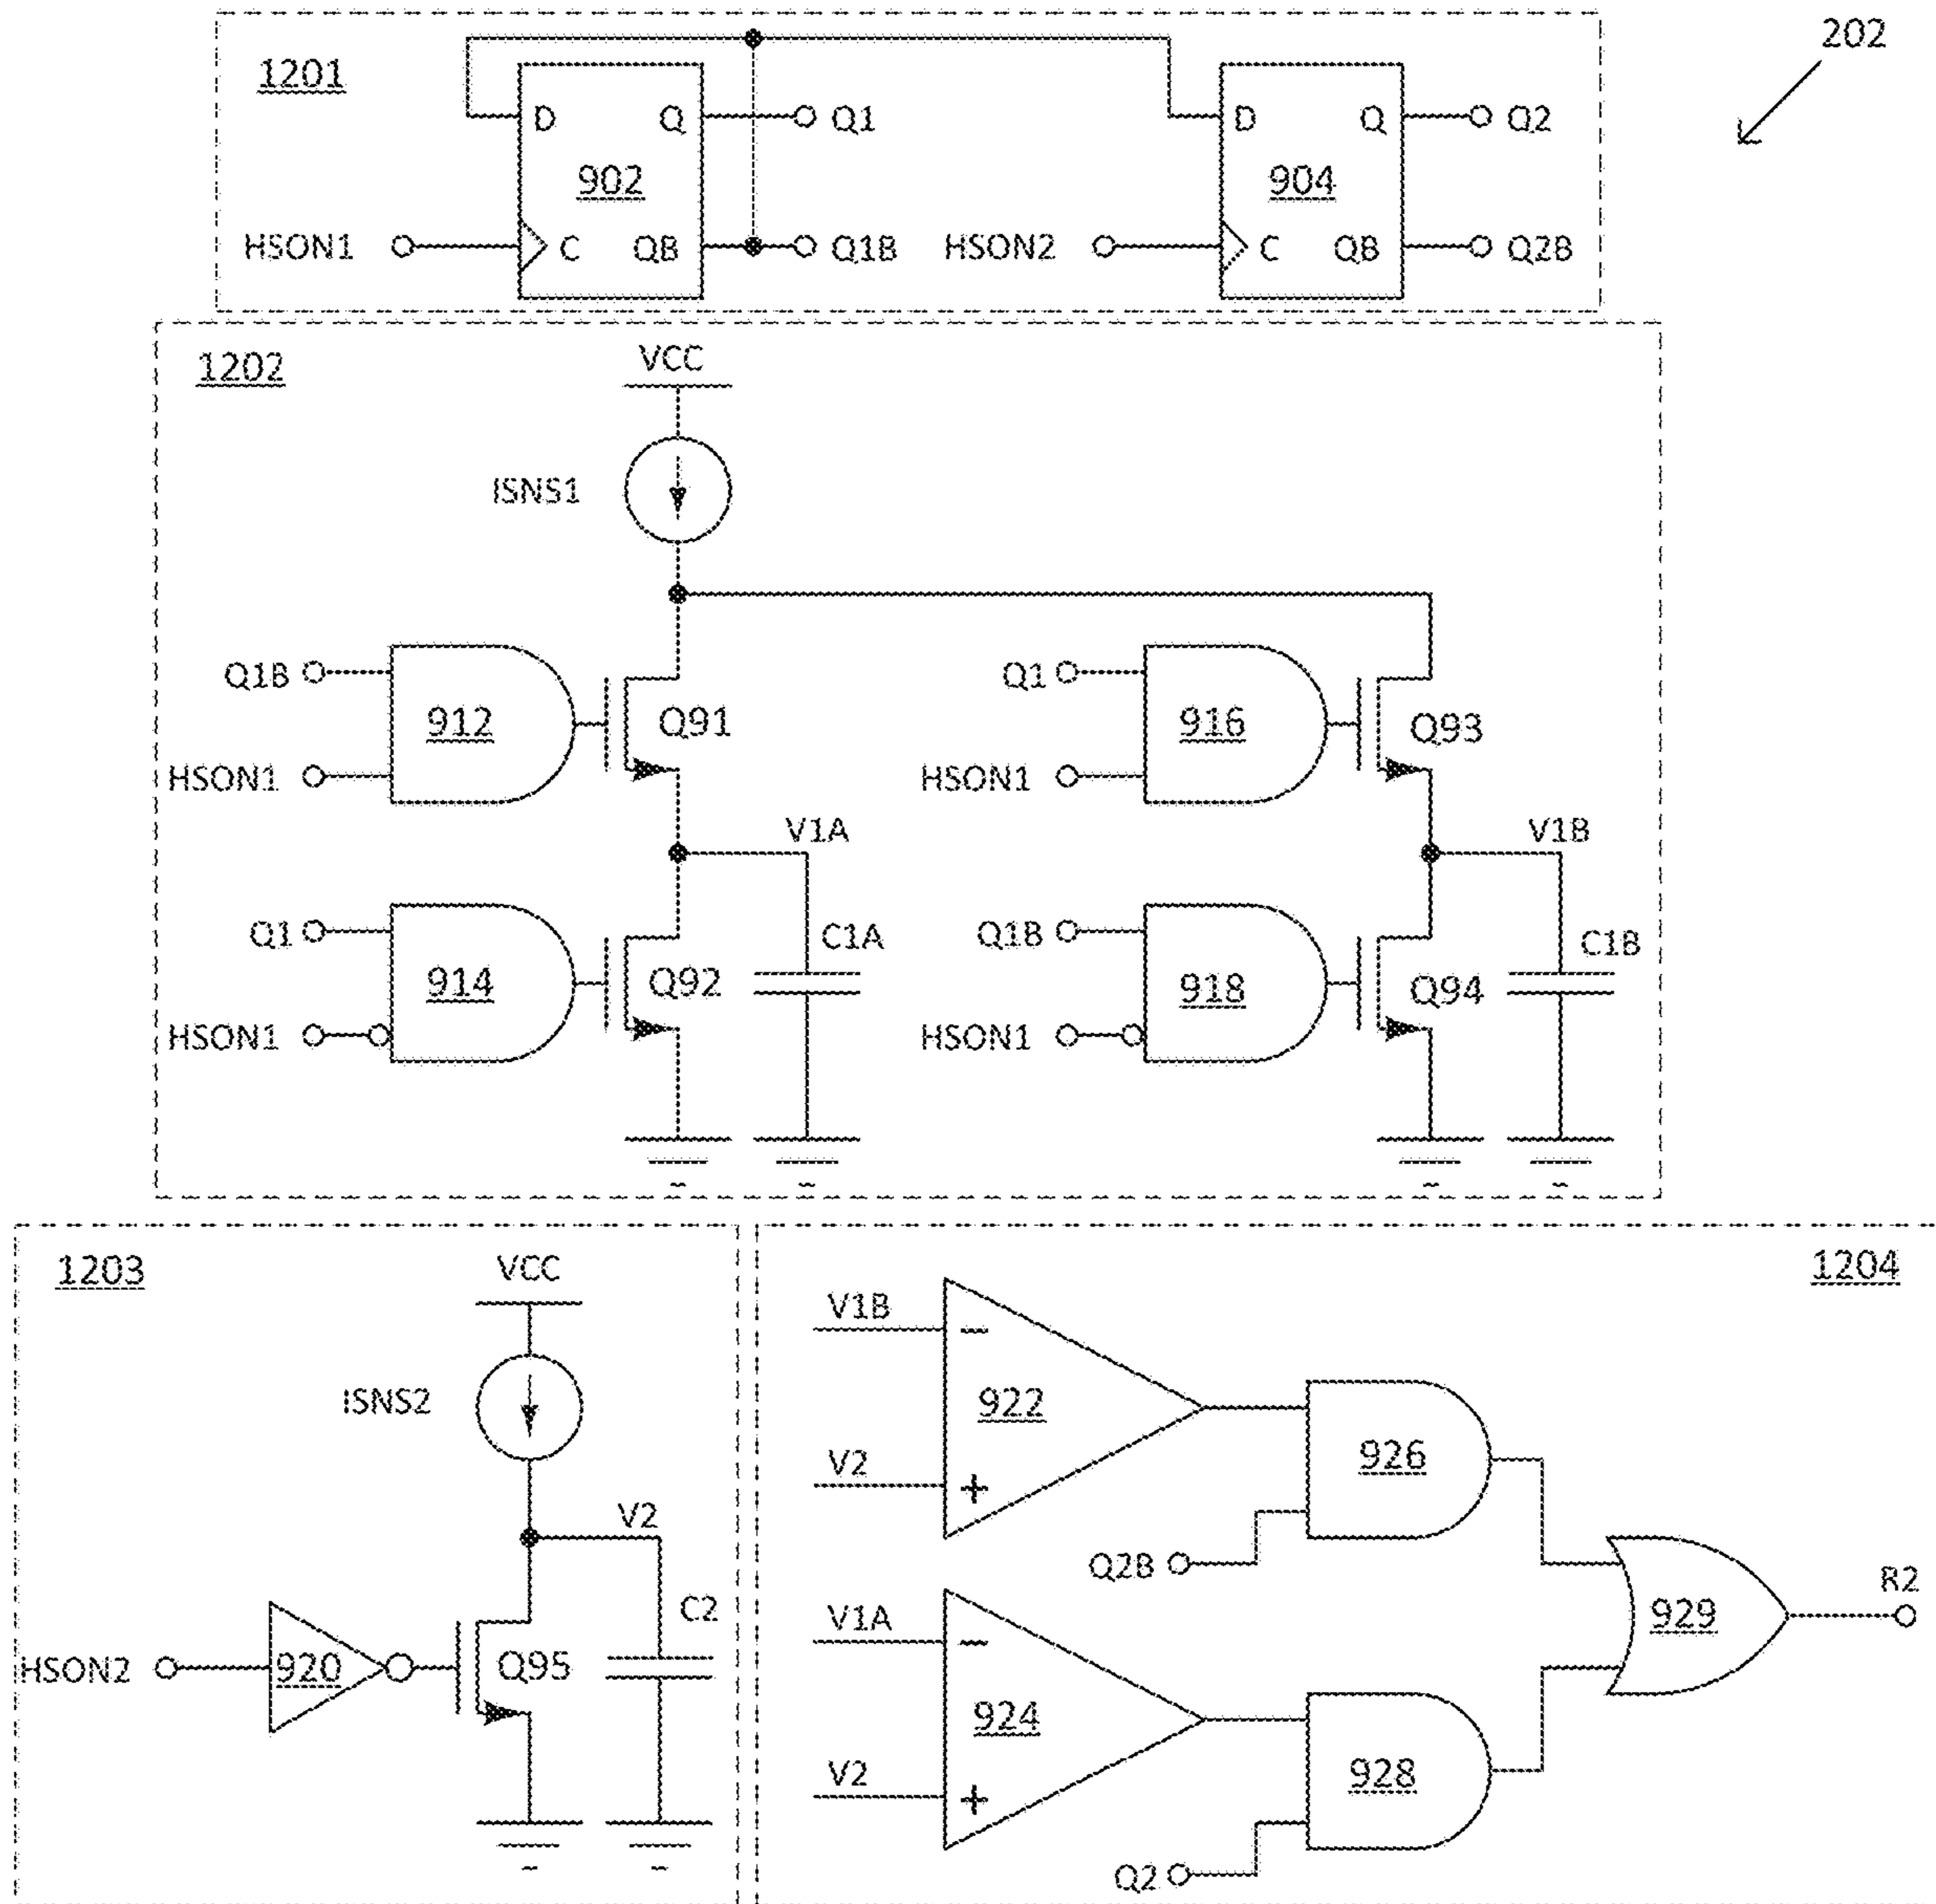 202
1201
D Q Q1
902
HSON1 C QB Q1B
D Q Q2
904
HSON2 C QB Q2B
1202
VCC
ISNS1
Q1B
912
HSON1
Q91
Q1
916
HSON1
Q93
V1A
V1B
Q1
914
HSON1
Q92
C1A
Q1B
918
HSON1
Q94
C1B
1203
VCC
ISNS2
V2
C2
HSON2
920
Q95
1204
V1B
−
922
V2
+
926
Q2B
V1A
−
924
V2
+
928
Q2
929
R2